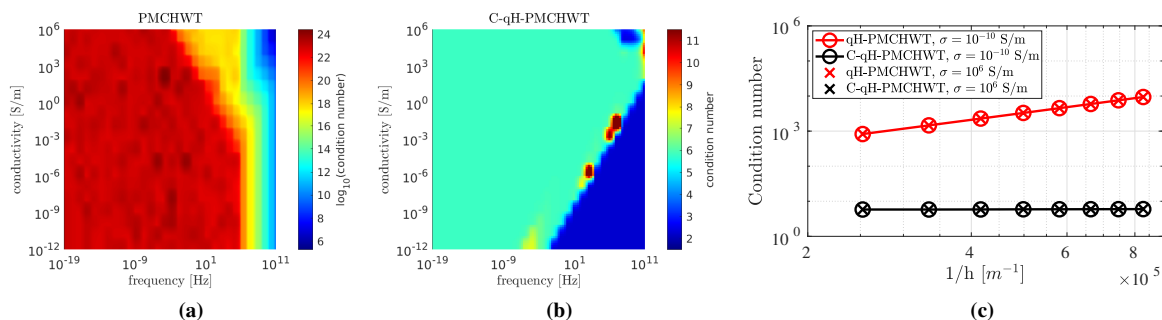 PMCHWT
10^6
10^3
10^0
10^-3
10^-6
10^-9
10^-12
conductivity [S/m]
10^-19
10^-9
10^1
10^11
frequency [Hz]
24
22
20
18
16
14
12
10
8
6
log10(condition number)
(a)
C-qH-PMCHWT
10^6
10^3
10^0
10^-3
10^-6
10^-9
10^-12
conductivity [S/m]
10^-19
10^-9
10^1
10^11
frequency [Hz]
11
10
9
8
7
6
5
4
3
2
condition number
(b)
10^6
10^3
10^0
Condition number
qH-PMCHWT, σ = 10^-10 S/m
C-qH-PMCHWT, σ = 10^-10 S/m
qH-PMCHWT, σ = 10^6 S/m
C-qH-PMCHWT, σ = 10^6 S/m
2
4
6
8
×10^5
1/h [m^-1]
(c)